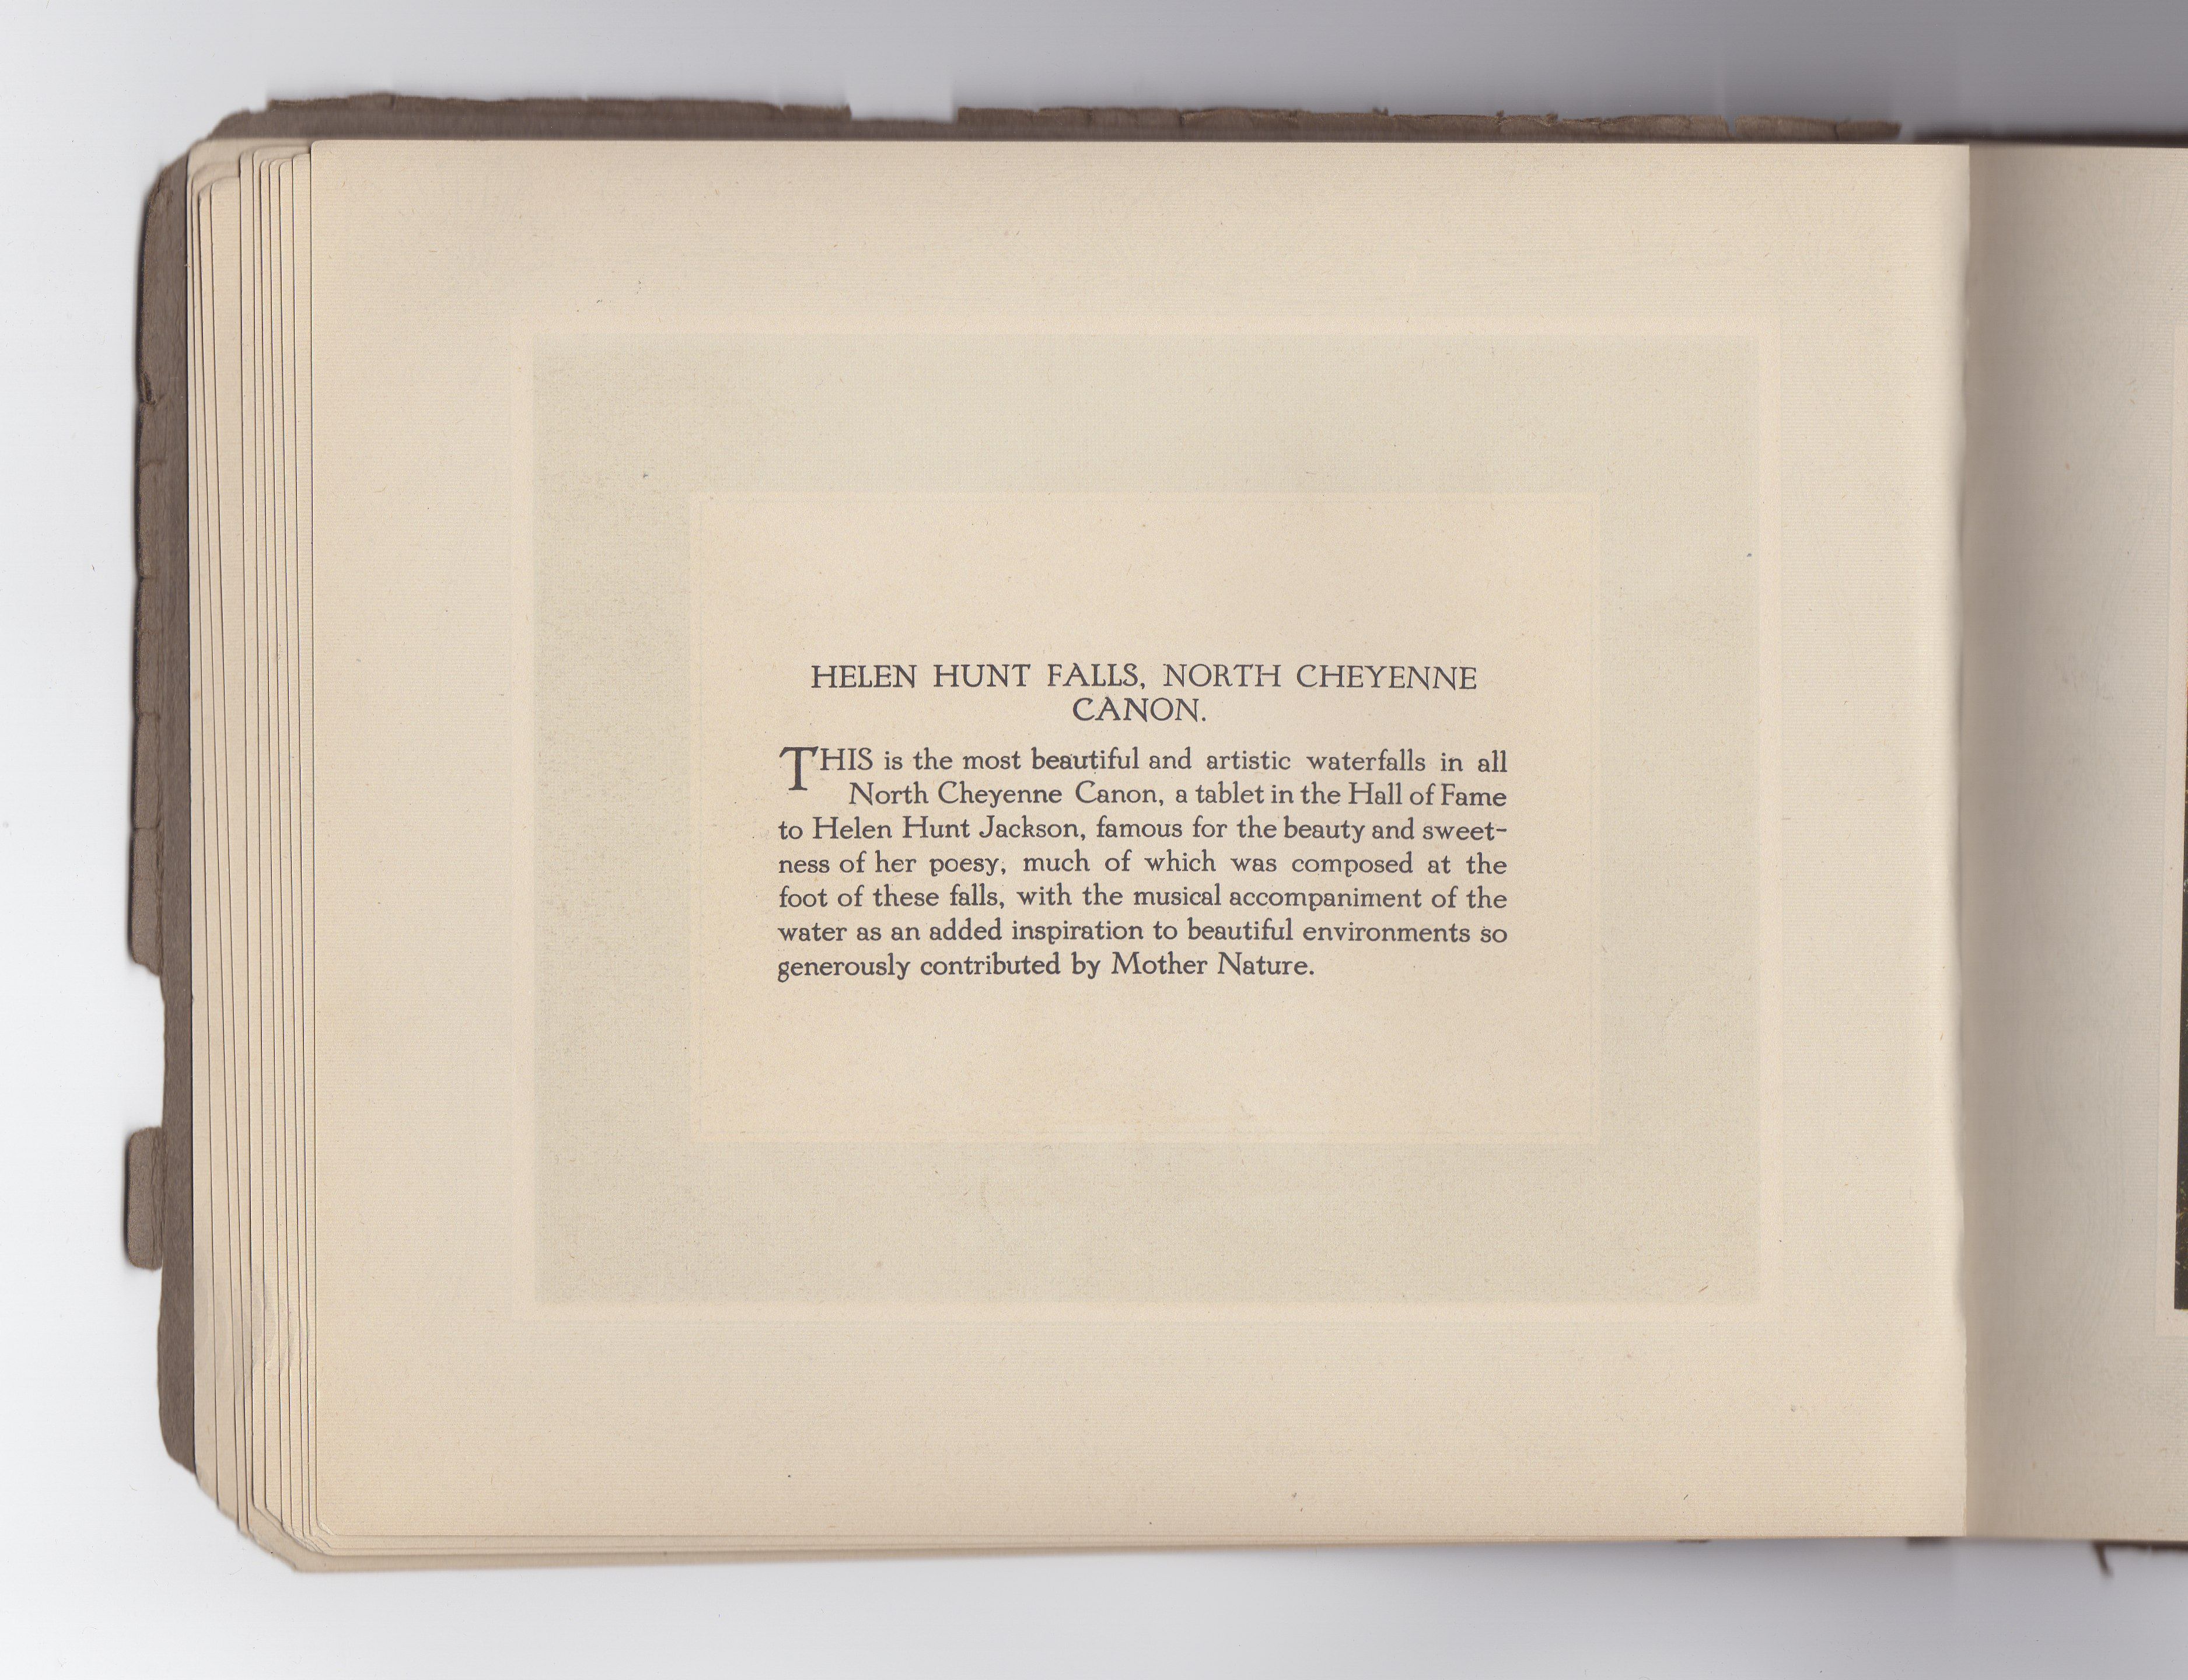 HELEN HUNT FALLS, NORTH CHEYENNE
CANON.
THIS is the most beautiful and artistic waterfalls in all
North Cheyenne Canon, a tablet in the Hall of Fame
to Helen Hunt Jackson, famous for the beauty and sweet-
ness of her poesy, much of which was composed at the
foot of these falls, with the musical accompaniment of the
water as an added inspiration to beautiful environments so
generously contributed by Mother Nature.